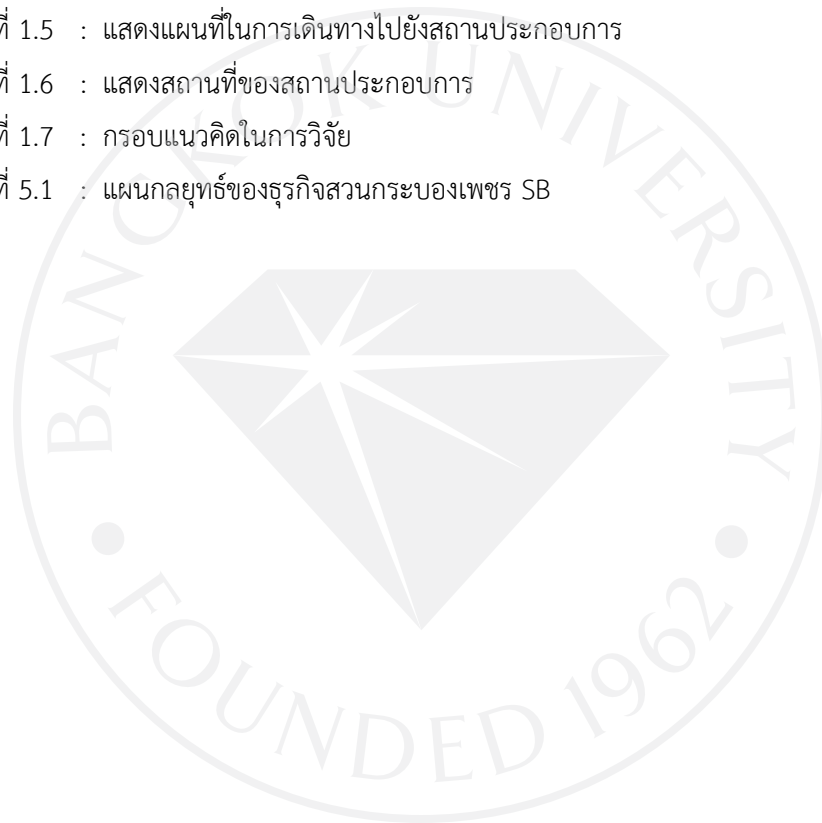 ที่ 1.5 : แสดงแผนที่ในการเดินทางไปยังสถานประกอบการ
ที่ 1.6 : แสดงสถานที่ของสถานประกอบการ
ที่ 1.7 : กรอบแนวคิดในการวิจัย
ที่ 5.1 : แผนกลยุทธ์ของธุรกิจสวนกระบองเพชร SB
BANGKOK UNIVERSITY
FOUNDED 1962